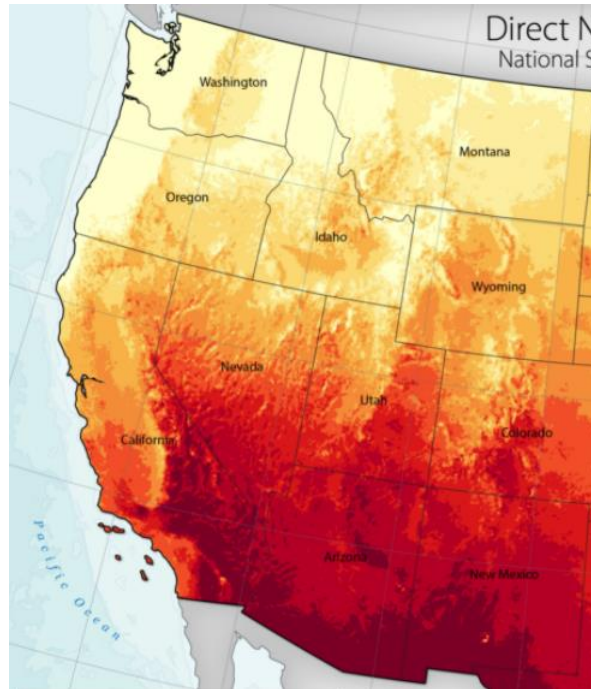 Direct N
National S
Washington
Montana
Oregon
Idaho
Wyoming
Nevada
Utah
California
Colorado
Arizona
New Mexico
Pacific Ocean